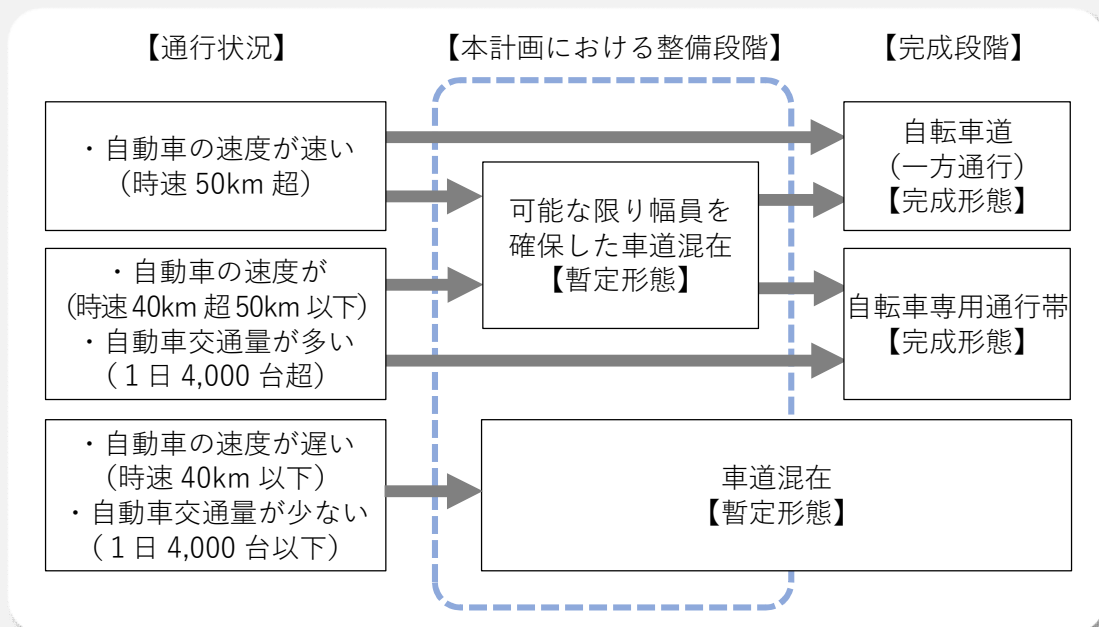 【通行状況】
【本計画における整備段階】
【完成段階】
・自動車の速度が速い
（時速 50km 超）
可能な限り幅員を
確保した車道混在
【暫定形態】
自転車道
（一方通行）
【完成形態】
・自動車の速度が
（時速 40km 超 50km 以下）
・自動車交通量が多い
（１日 4,000 台超）
自転車専用通行帯
【完成形態】
・自動車の速度が遅い
（時速 40km 以下）
・自動車交通量が少ない
（１日 4,000 台以下）
車道混在
【暫定形態】